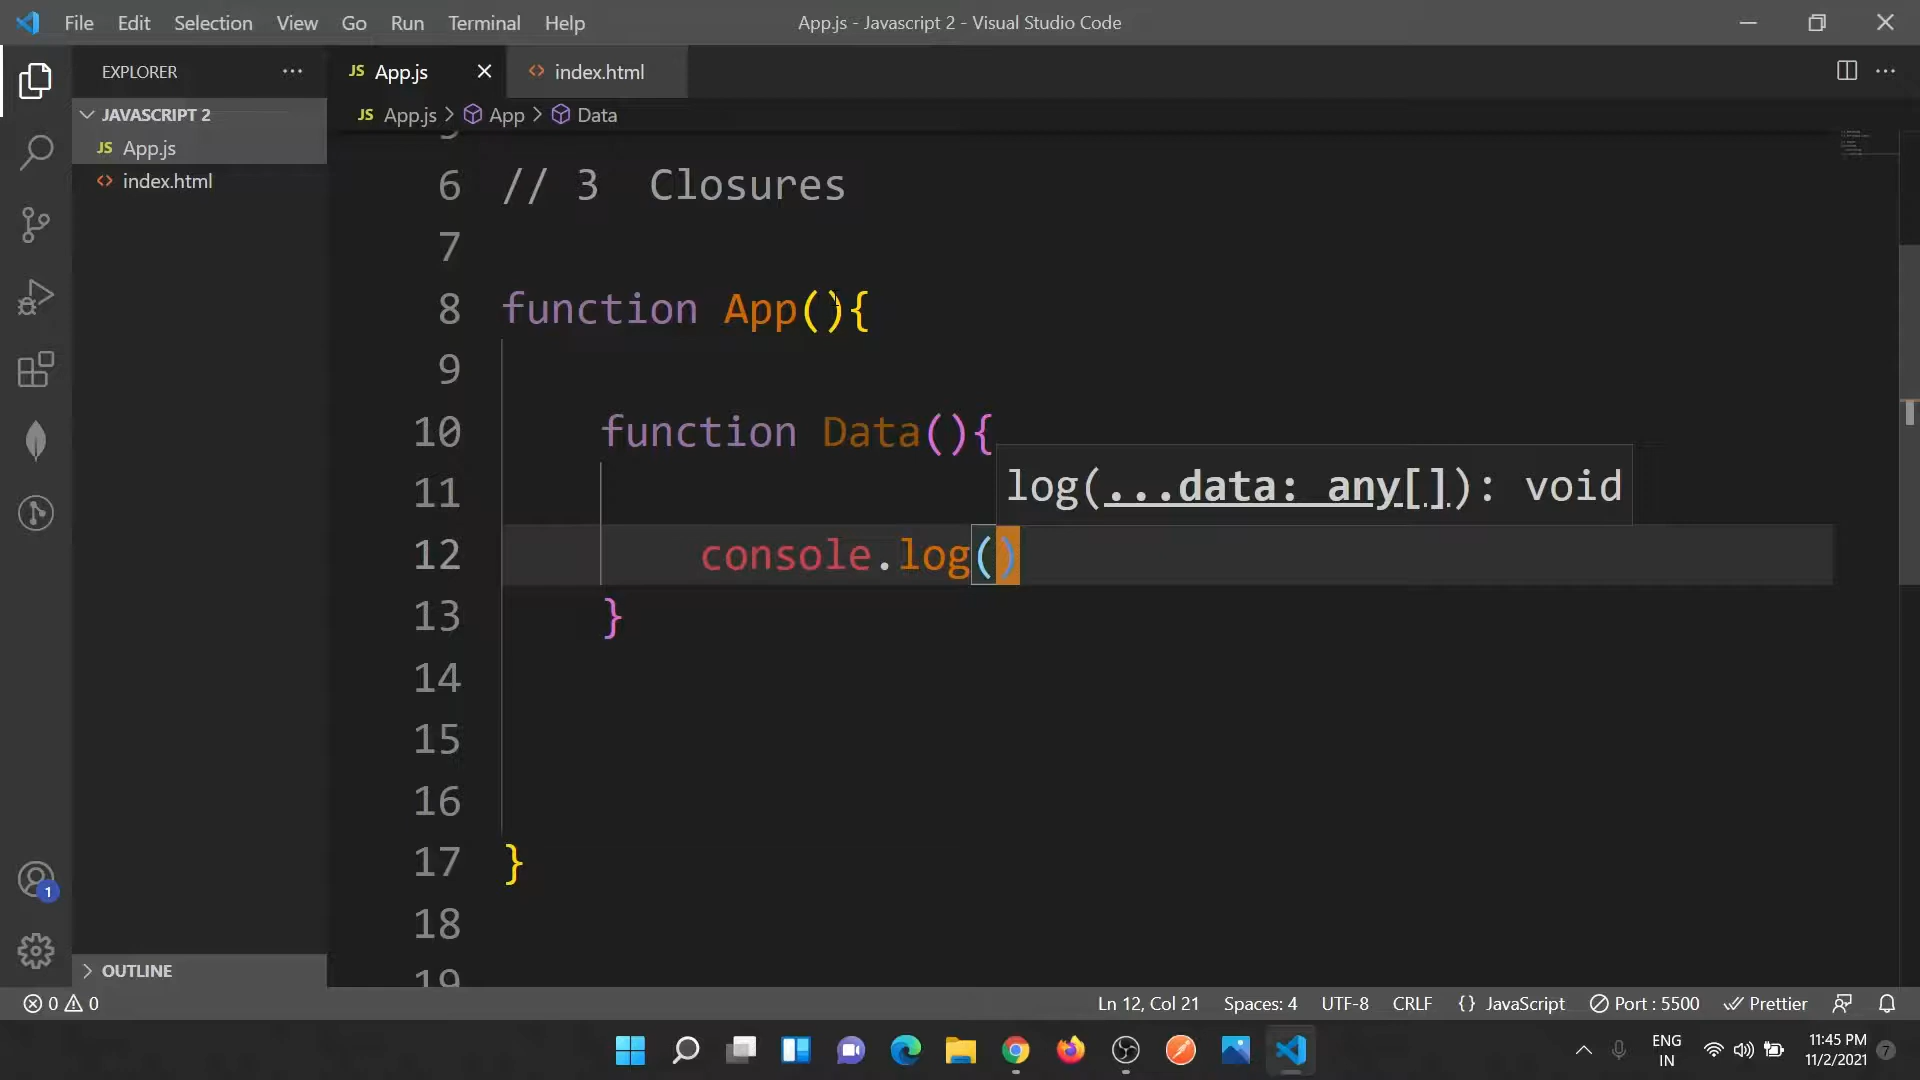 File Edit Selection View Go Run Terminal Help
App.js - Javascript 2 - Visual Studio Code
EXPLORER
JAVASCRIPT 2
JS App.js
<> index.html
JS App.js
<> index.html
JS App.js > App > Data
6 // 3 Closures
7
8 function App(){
9
10 function Data(){
11
log(...data: any[]): void
12 console.log()
13 }
14
15
16
17 }
18
19
1
OUTLINE
0 0
Ln 12, Col 21 Spaces: 4 UTF-8 CRLF {} JavaScript Port : 5500 Prettier
ENG
IN
11:45 PM
11/2/2021
7